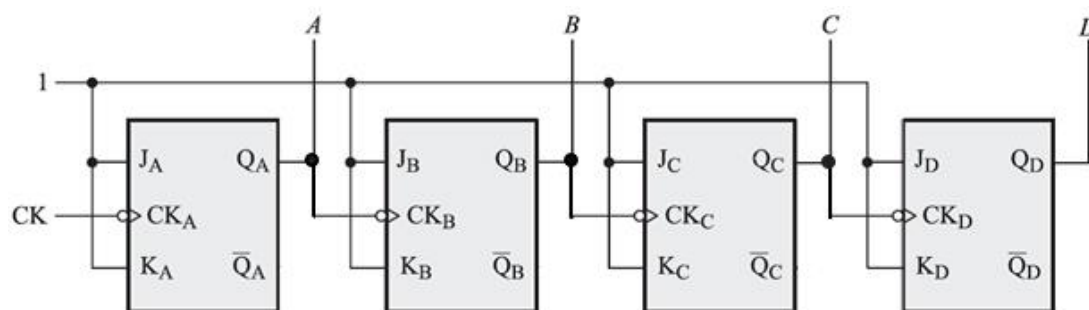 A B C
1
J_A Q_A J_B Q_B J_C Q_C J_D Q_D
CK CK_A CK_B CK_C CK_D
K_A Q̅_A K_B Q̅_B K_C Q̅_C K_D Q̅_D